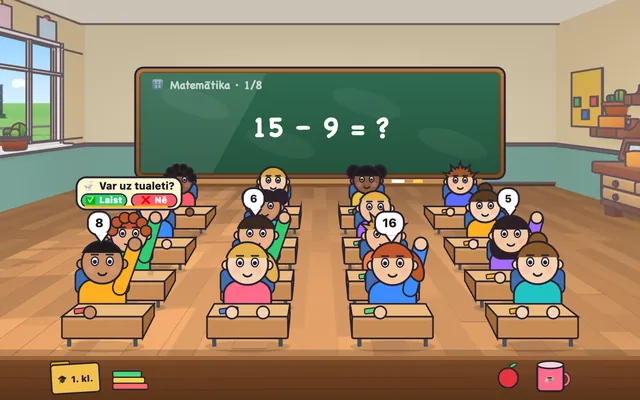 Matemātika · 1/8
15 - 9 = ?
Var uz tualeti?
Laist
Nē
6
5
8
16
1. kl.